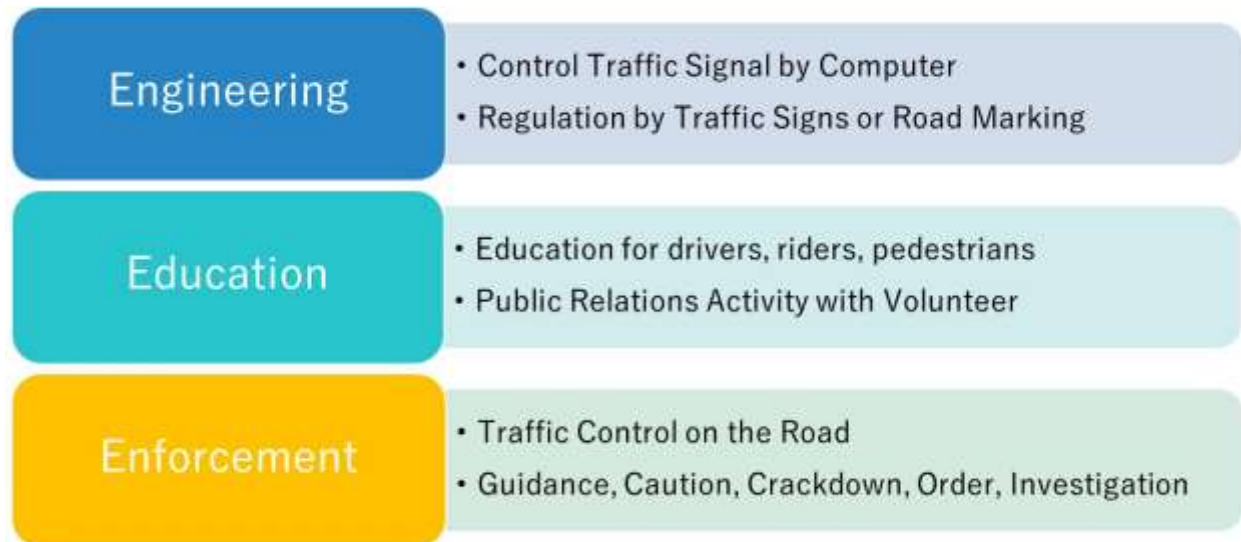 Engineering
• Control Traffic Signal by Computer
• Regulation by Traffic Signs or Road Marking
Education
• Education for drivers, riders, pedestrians
• Public Relations Activity with Volunteer
Enforcement
• Traffic Control on the Road
• Guidance, Caution, Crackdown, Order, Investigation